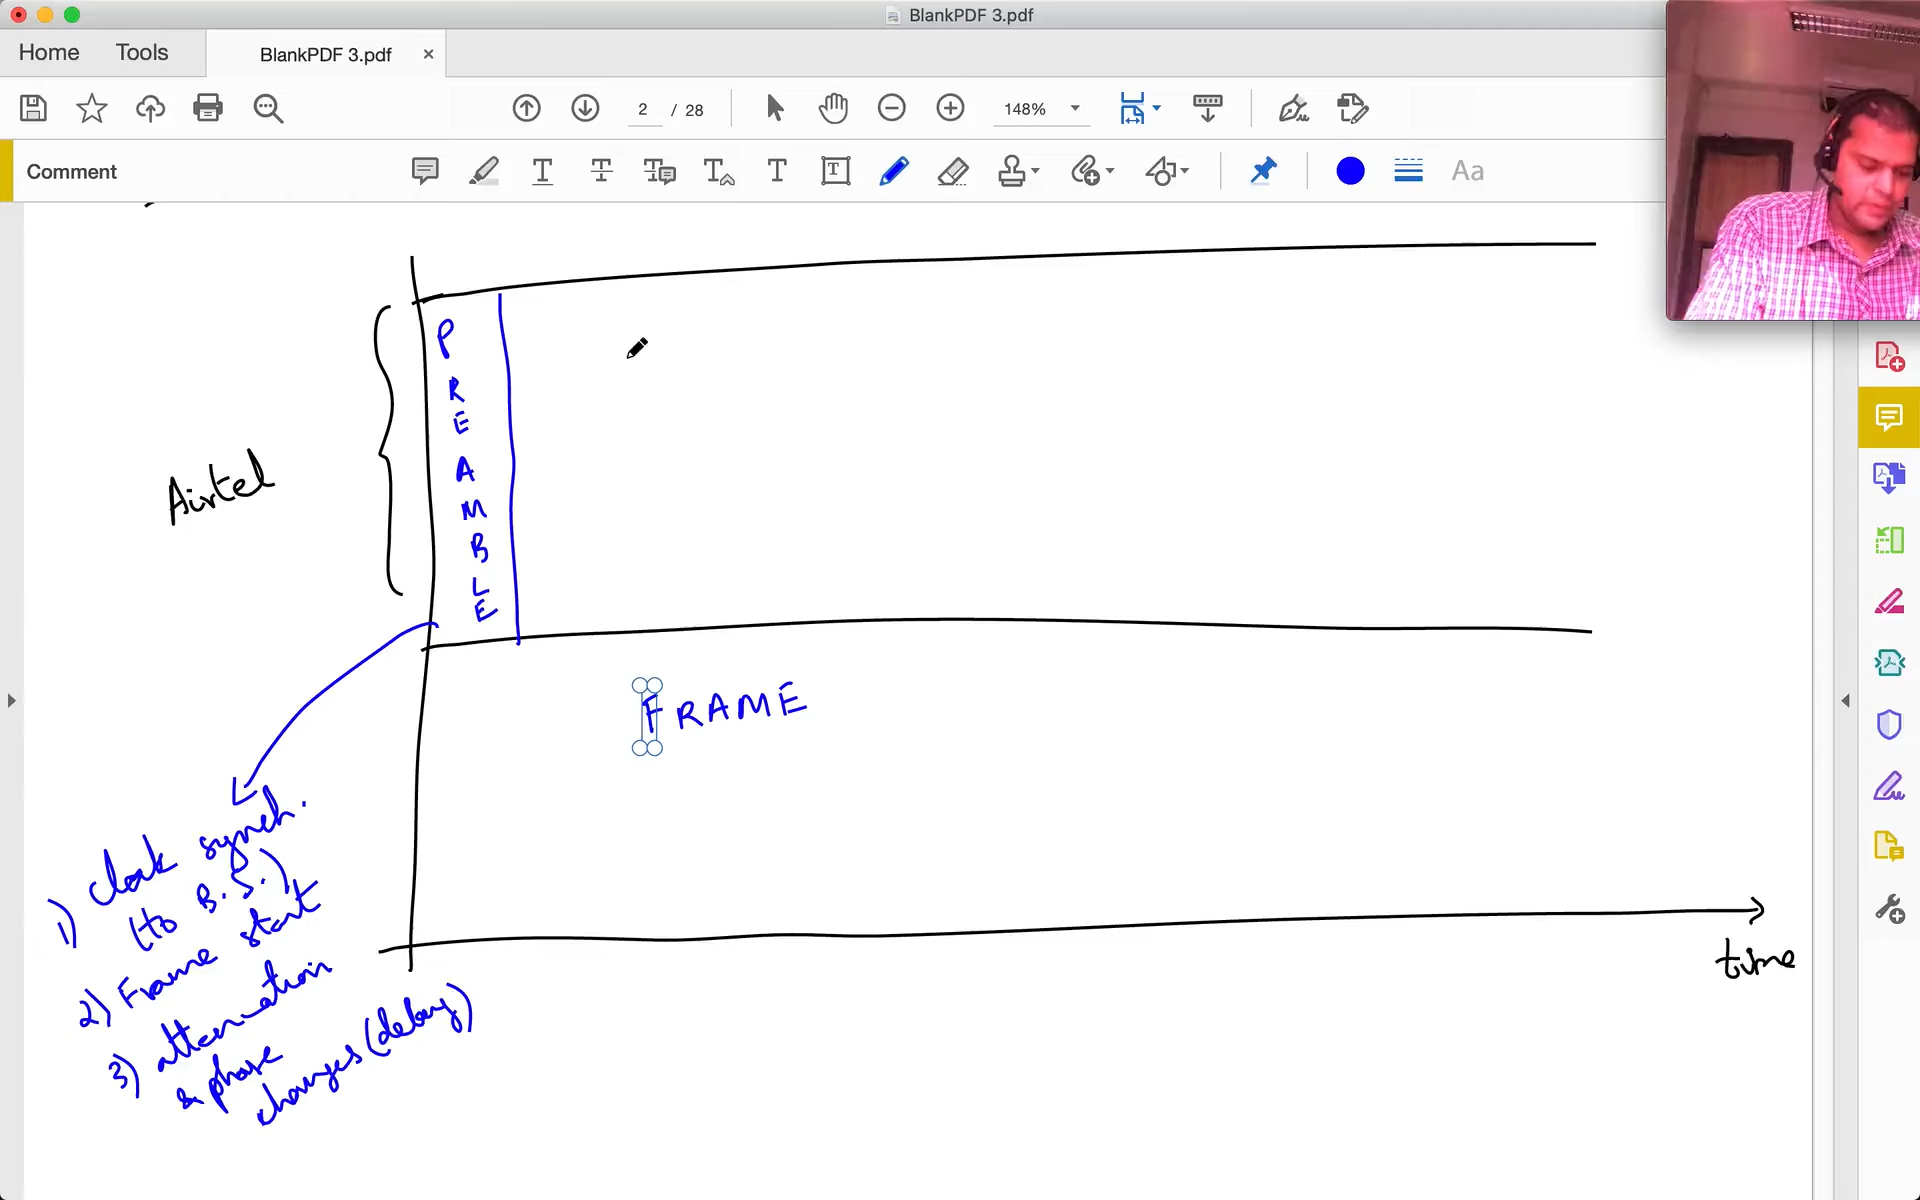 BlankPDF 3.pdf
Home
Tools
BlankPDF 3.pdf
2 / 28
148%
Comment
Aa
PREAMBLE
Airtel
FRAME
time
1) clock synch.
(to B.S.)
2) Frame start
3) attenuation
& phase
changes (delay)